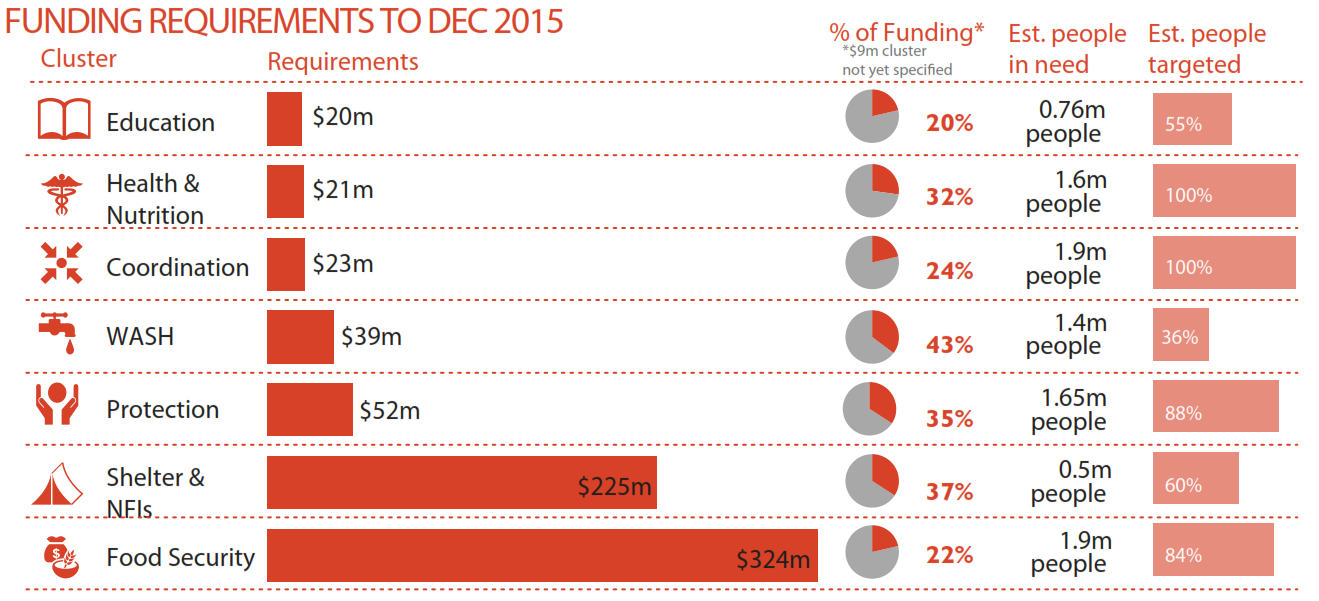 FUNDING REQUIREMENTS TO DEC 2015
Cluster
Requirements
% of Funding*
*$9m cluster
not yet specified
Est. people
in need
Est. people
targeted
Education
$20m
20%
0.76m
people
55%
Health &
Nutrition
$21m
32%
1.6m
people
100%
Coordination
$23m
24%
1.9m
people
100%
WASH
$39m
43%
1.4m
people
36%
Protection
$52m
35%
1.65m
people
88%
Shelter &
NFIs
$225m
37%
0.5m
people
60%
$
Food Security
$324m
22%
1.9m
people
84%